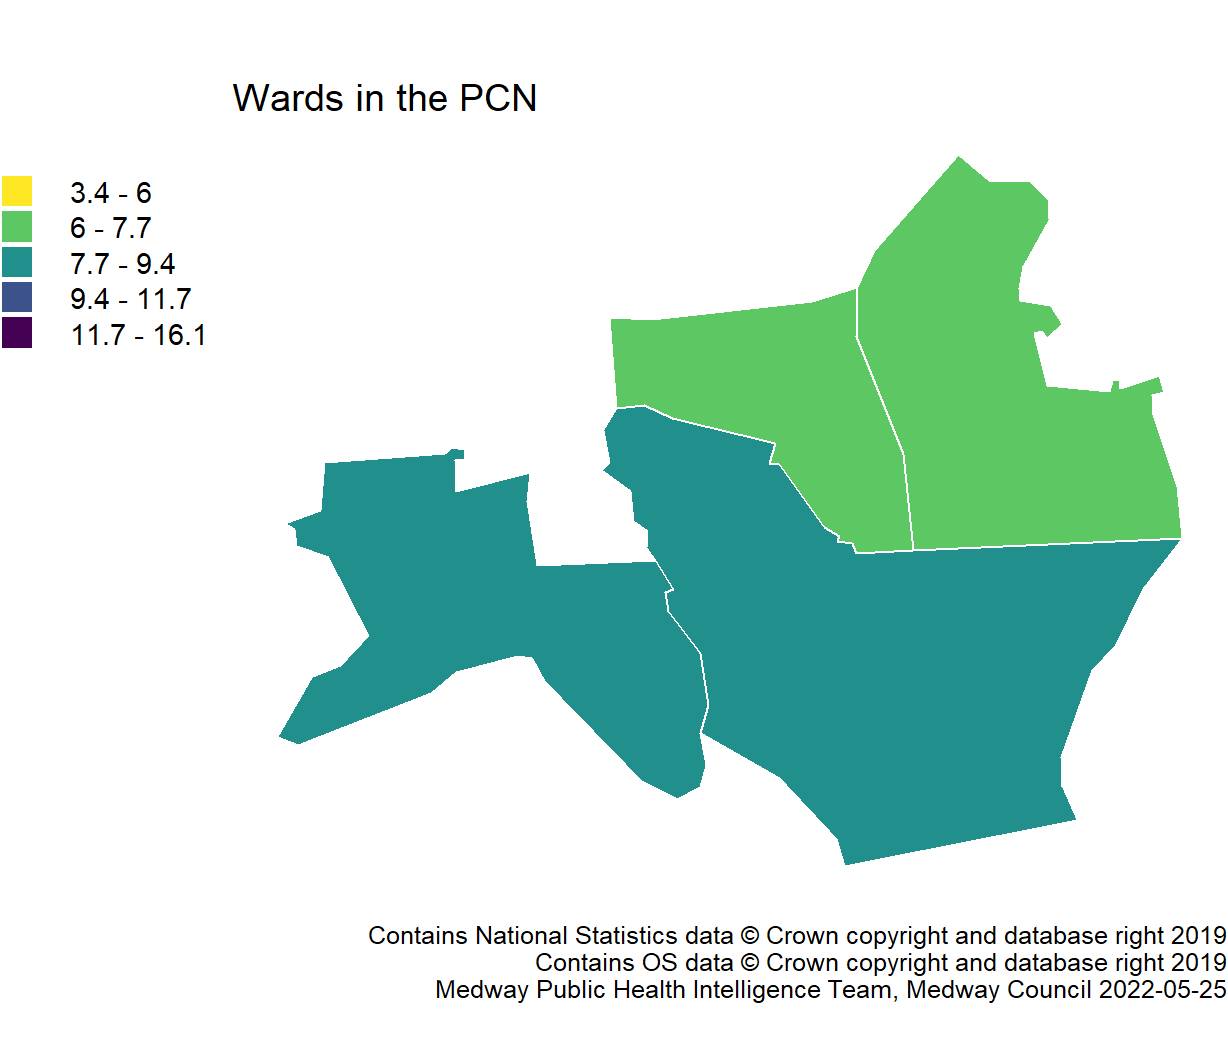 Wards in the PCN
3.4 - 6
6 - 7.7
7.7 - 9.4
9.4 - 11.7
11.7 - 16.1
Contains National Statistics data © Crown copyright and database right 2019
Contains OS data © Crown copyright and database right 2019
Medway Public Health Intelligence Team, Medway Council 2022-05-25